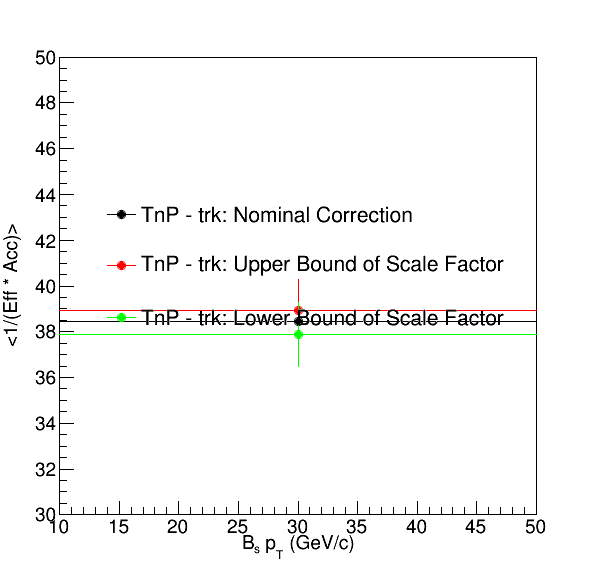 50
48
46
44
42
40
38
36
34
32
30
<1/(Eff * Acc)>
TnP - trk: Nominal Correction
TnP - trk: Upper Bound of Scale Factor
TnP - trk: Lower Bound of Scale Factor
10 15 20 25 30 35 40 45 50
Bs pT (GeV/c)